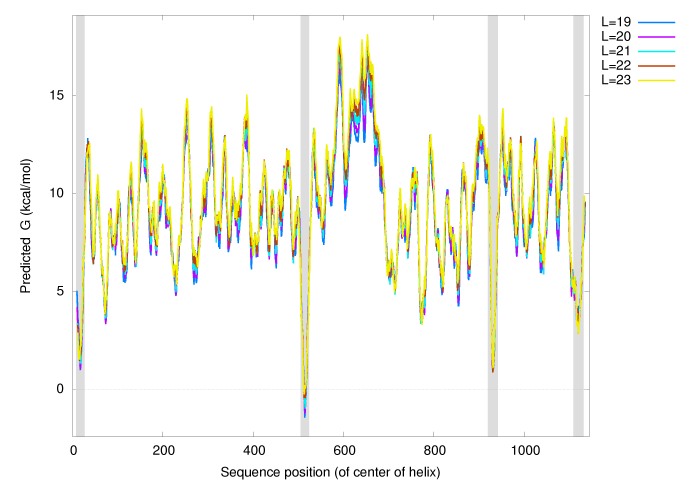 L=19
L=20
L=21
L=22
L=23
15
10
5
0
Predicted G (kcal/mol)
0
200
400
600
800
1000
Sequence position (of center of helix)